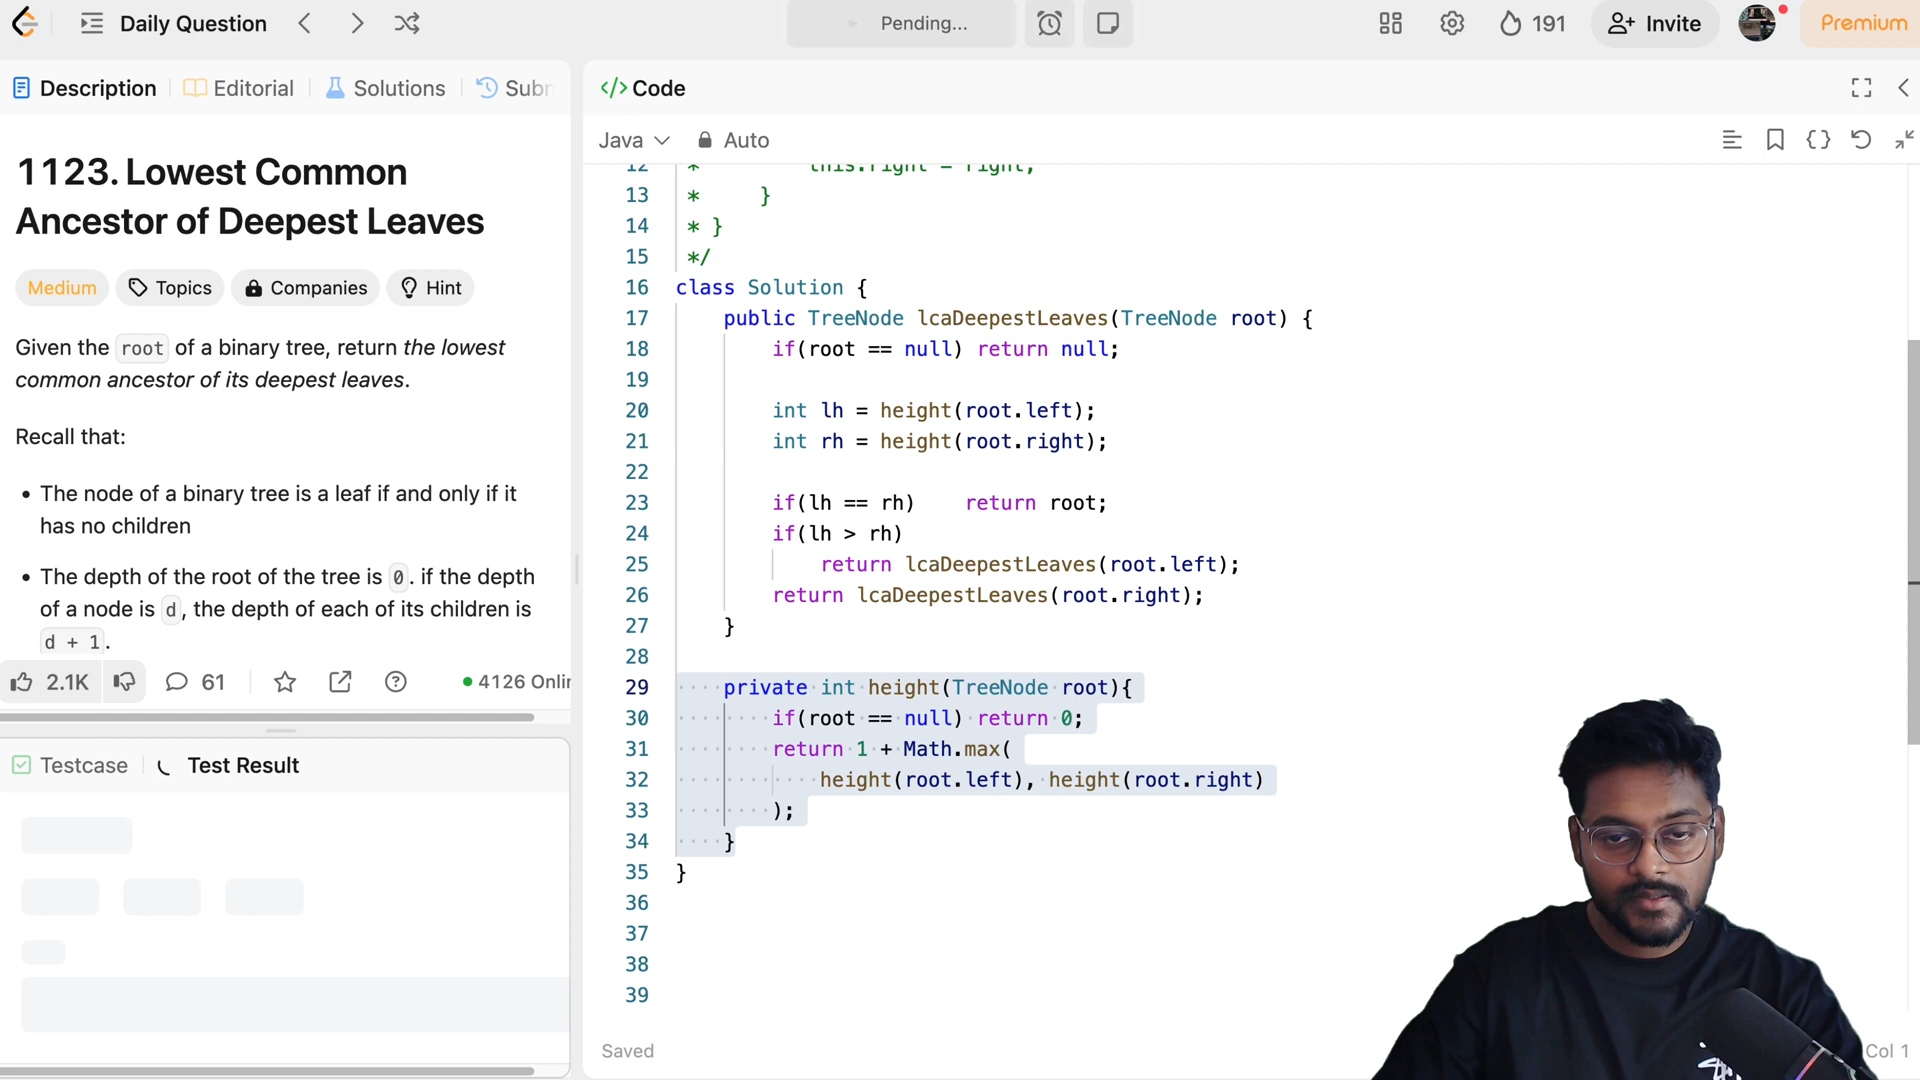 Daily Question
Pending...
191
Invite
Premium
Description
Editorial
Solutions
Code
Java
Auto
1123. Lowest Common
Ancestor of Deepest Leaves
Medium
Topics
Companies
Hint
Given the root of a binary tree, return the lowest
common ancestor of its deepest leaves.
Recall that:
• The node of a binary tree is a leaf if and only if it
has no children
• The depth of the root of the tree is 0. if the depth
of a node is d, the depth of each of its children is
d + 1.
2.1K
61
4126
Testcase
Test Result
12 * this.right = right;
13 * }
14 * }
15 */
16 class Solution {
17 public TreeNode lcaDeepestLeaves(TreeNode root) {
18 if(root == null) return null;
19
20 int lh = height(root.left);
21 int rh = height(root.right);
22
23 if(lh == rh) return root;
24 if(lh > rh)
25 return lcaDeepestLeaves(root.left);
26 return lcaDeepestLeaves(root.right);
27 }
28
29 private int height(TreeNode root){
30 if(root == null) return 0;
31 return 1 + Math.max(
32 height(root.left), height(root.right)
33 );
34 }
35 }
36
37
38
39
Saved
Col 1